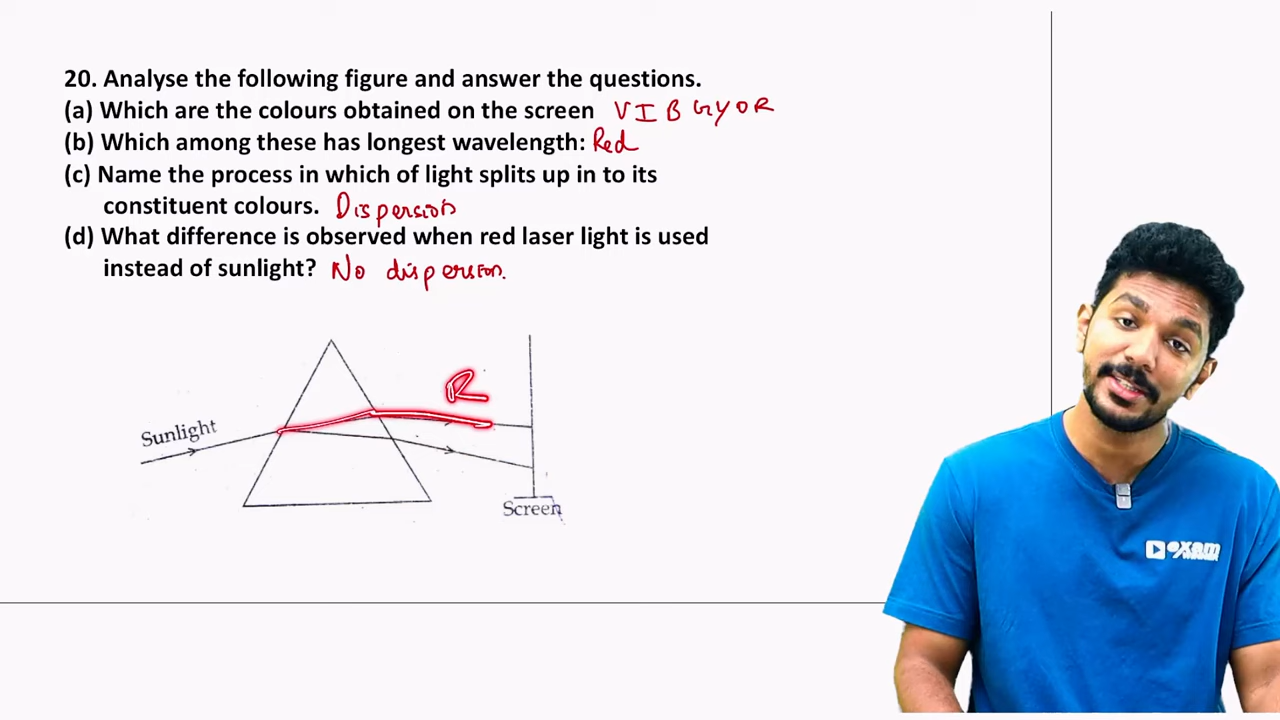 20. Analyse the following figure and answer the questions.
(a) Which are the colours obtained on the screen VIBGYOR
(b) Which among these has longest wavelength: Red
(c) Name the process in which of light splits up in to its
constituent colours. Dispersion
(d) What difference is observed when red laser light is used
instead of sunlight? No dispersion.
R
Sunlight
Screen
exam